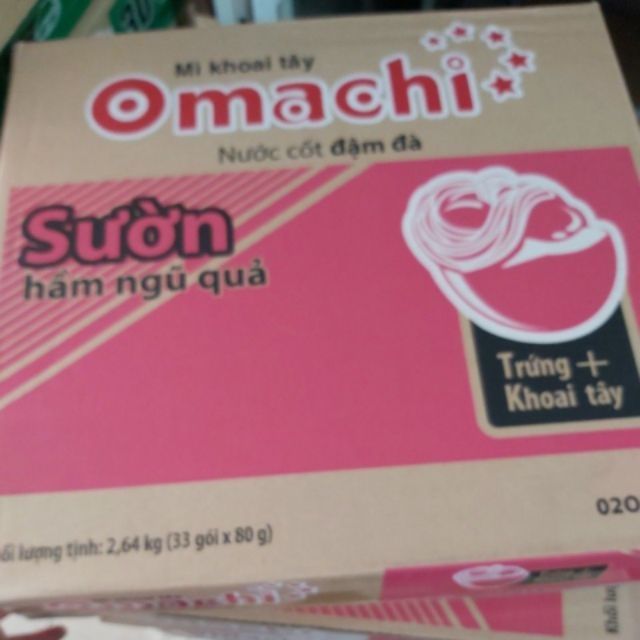 Mì khoai tây
Omachi
Nước cốt đậm đà
Sườn
hầm ngũ quả
Trứng +
Khoai tây
020
ối lượng tịnh: 2,64 kg (33 gói x 80 g)